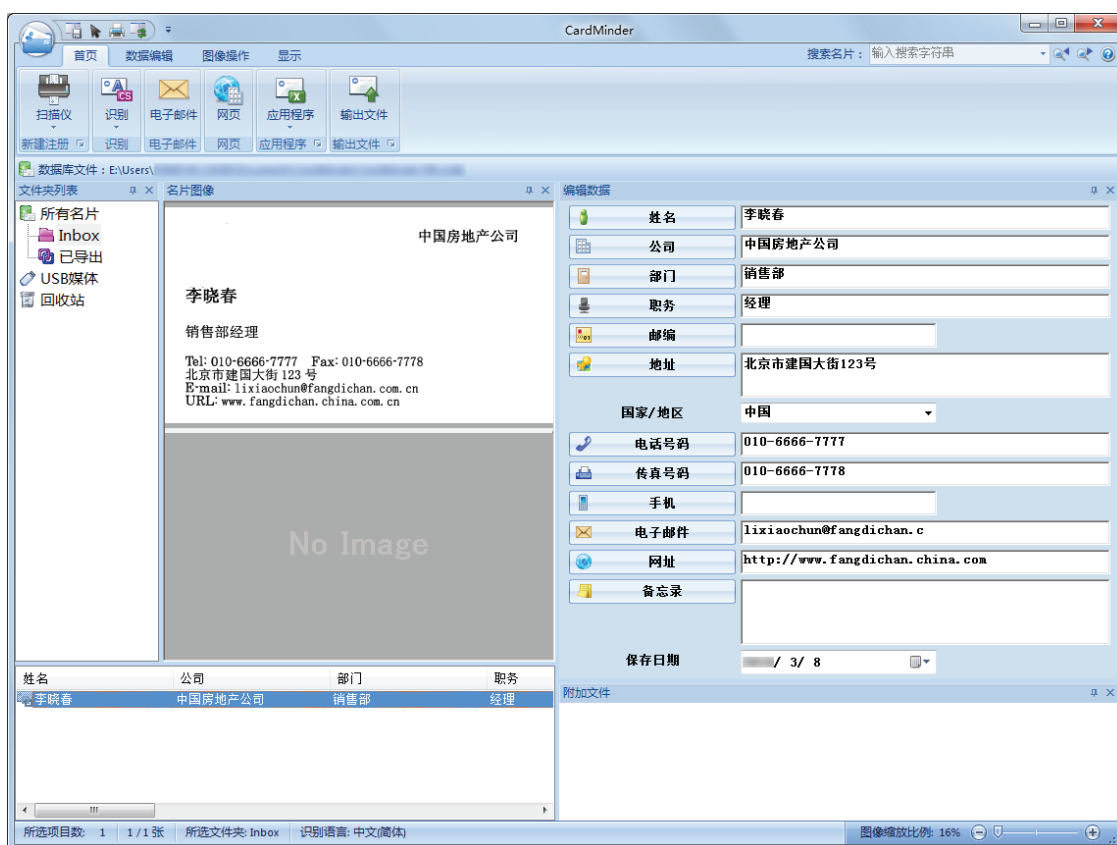 CardMinder
首页 数据编辑 图像操作 显示 搜索名片： 输入搜索字符串
扫描仪 识别 电子邮件 网页 应用程序 输出文件
新建注册 识别 电子邮件 网页 应用程序 输出文件
数据库文件：E:\Users\
文件夹列表
所有名片
Inbox
已导出
USB媒体
回收站
名片图像
中国房地产公司
李晓春
销售部经理
Tel: 010-6666-7777 Fax: 010-6666-7778
北京市建国大街 123 号
E-mail: lixiaochun@fangdichan.com.cn
URL: www.fangdichan.china.com.cn
No Image
编辑数据
姓名 李晓春
公司 中国房地产公司
部门 销售部
职务 经理
邮编
地址 北京市建国大街123号
国家/地区 中国
电话号码 010-6666-7777
传真号码 010-6666-7778
手机
电子邮件 lixiaochun@fangdichan.c
网址 http://www.fangdichan.china.com
备忘录
保存日期 / 3/ 8
姓名 公司 部门 职务
李晓春 中国房地产公司 销售部 经理
附加文件
所选项目数: 1 1/1张 所选文件夹: Inbox 识别语言: 中文(简体) 图像缩放比例: 16%